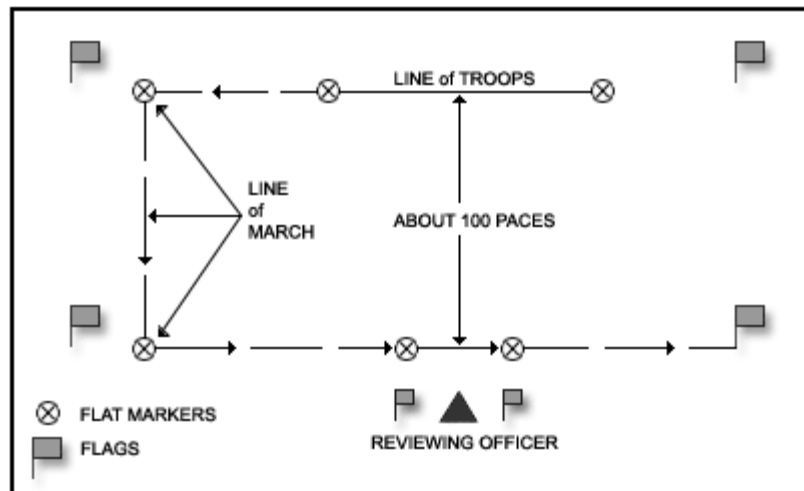 LINE of TROOPS
LINE
of
MARCH
ABOUT 100 PACES
FLAT MARKERS
REVIEWING OFFICER
FLAGS